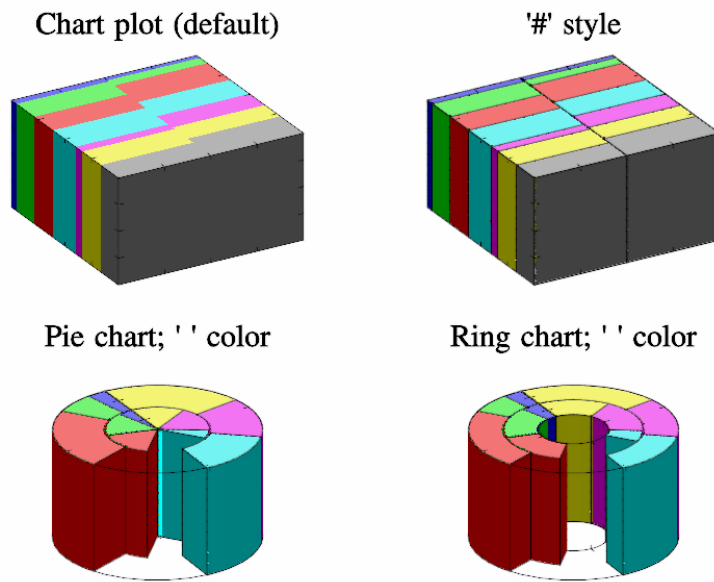 Chart plot (default)
'#' style
Pie chart; ' ' color
Ring chart; ' ' color